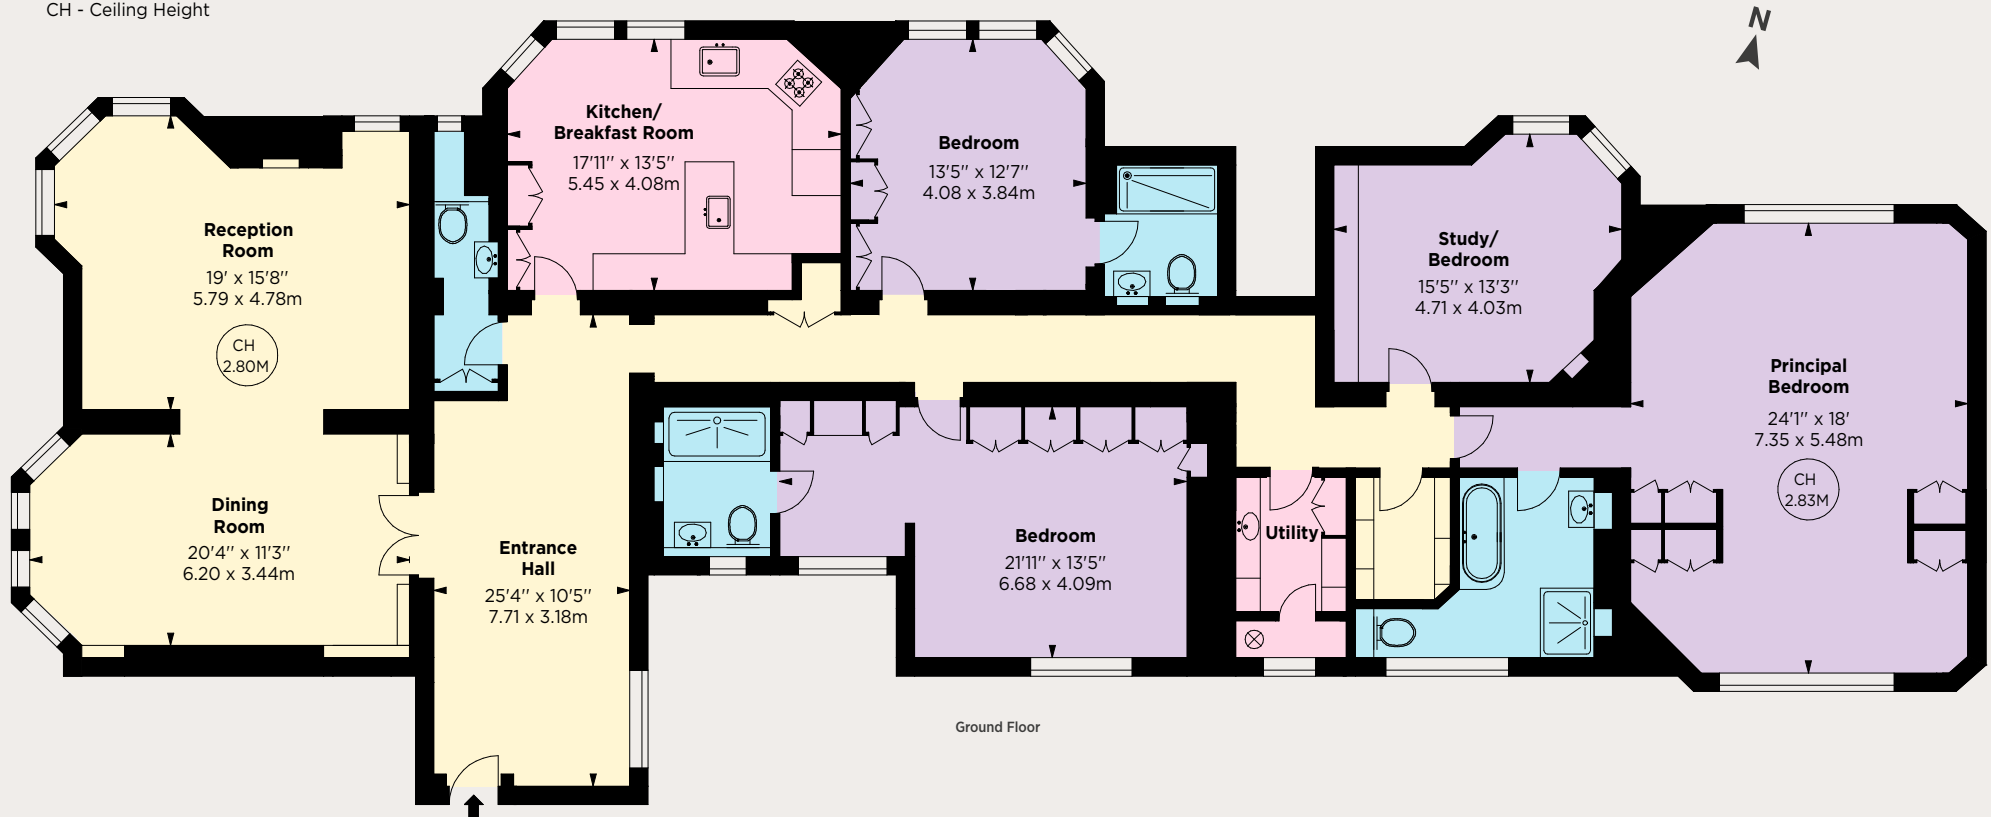 CH - Ceiling Height
N
Kitchen/
Breakfast Room
17'11'' x 13'5''
5.45 x 4.08m
Bedroom
13'5'' x 12'7''
4.08 x 3.84m
Reception
Room
19' x 15'8''
5.79 x 4.78m
CH
2.80M
Study/
Bedroom
15'5'' x 13'3''
4.71 x 4.03m
Principal
Bedroom
24'1'' x 18'
7.35 x 5.48m
CH
2.83M
Dining
Room
20'4'' x 11'3''
6.20 x 3.44m
Entrance
Hall
25'4'' x 10'5''
7.71 x 3.18m
Bedroom
21'11'' x 13'5''
6.68 x 4.09m
Utility
Ground Floor